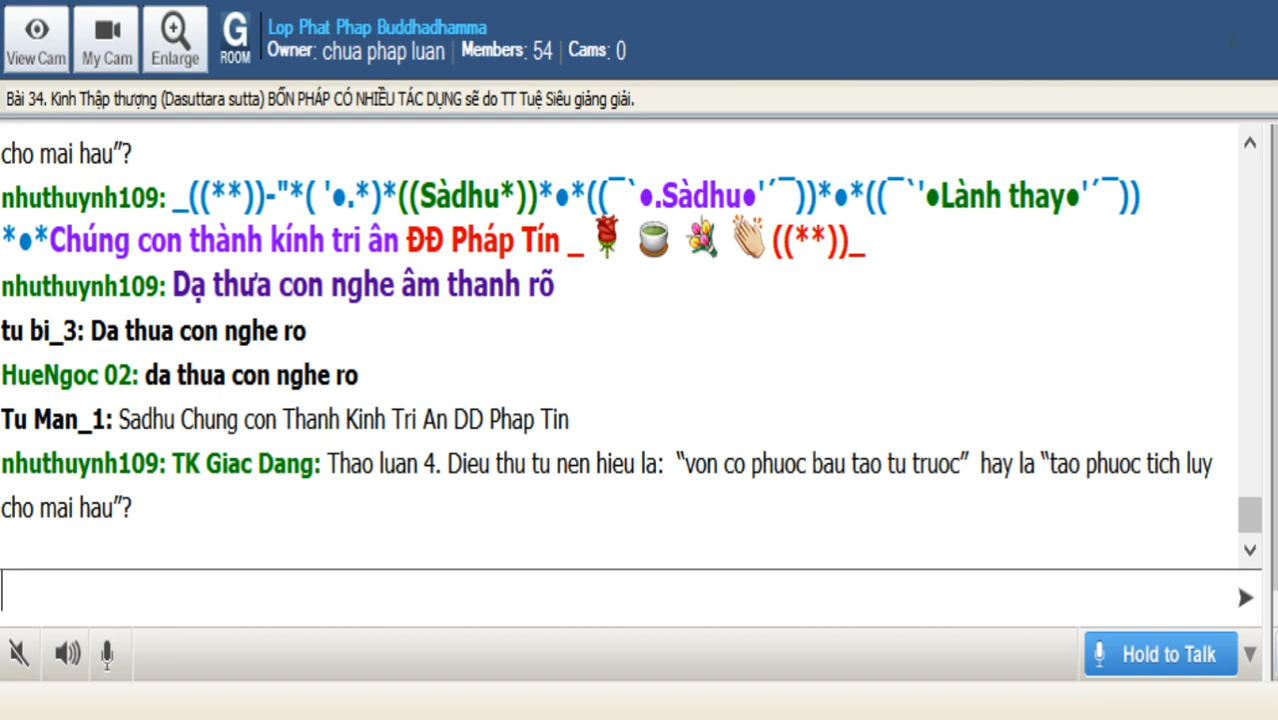 View Cam
My Cam
Enlarge
G
ROOM
Lop Phat Phap Buddhadhamma
Owner: chua phap luan | Members: 54 | Cams: 0
Bài 34. Kinh Thập thượng (Dasuttara sutta) BỐN PHÁP CÓ NHIỀU TÁC DỤNG sẽ do TT Tuệ Siêu giảng giải.
cho mai hau”?
nhuthuynh109: _((**))-"*( '●.*)*((Sàdhu*))*●*((¯`●.Sàdhu●'´¯))*●*((¯`'●Lành thay●'´¯))
*●*Chúng con thành kính tri ân ĐĐ Pháp Tín _🌹🍵💐👏((**))_
nhuthuynh109: Dạ thưa con nghe âm thanh rõ
tu bi_3: Da thua con nghe ro
HueNgoc 02: da thua con nghe ro
Tu Man_1: Sadhu Chung con Thanh Kinh Tri An DD Phap Tin
nhuthuynh109: TK Giac Dang: Thao luan 4. Dieu thu tu nen hieu la: “von co phuoc bau tao tu truoc” hay la “tao phuoc tich luy
cho mai hau”?
Hold to Talk